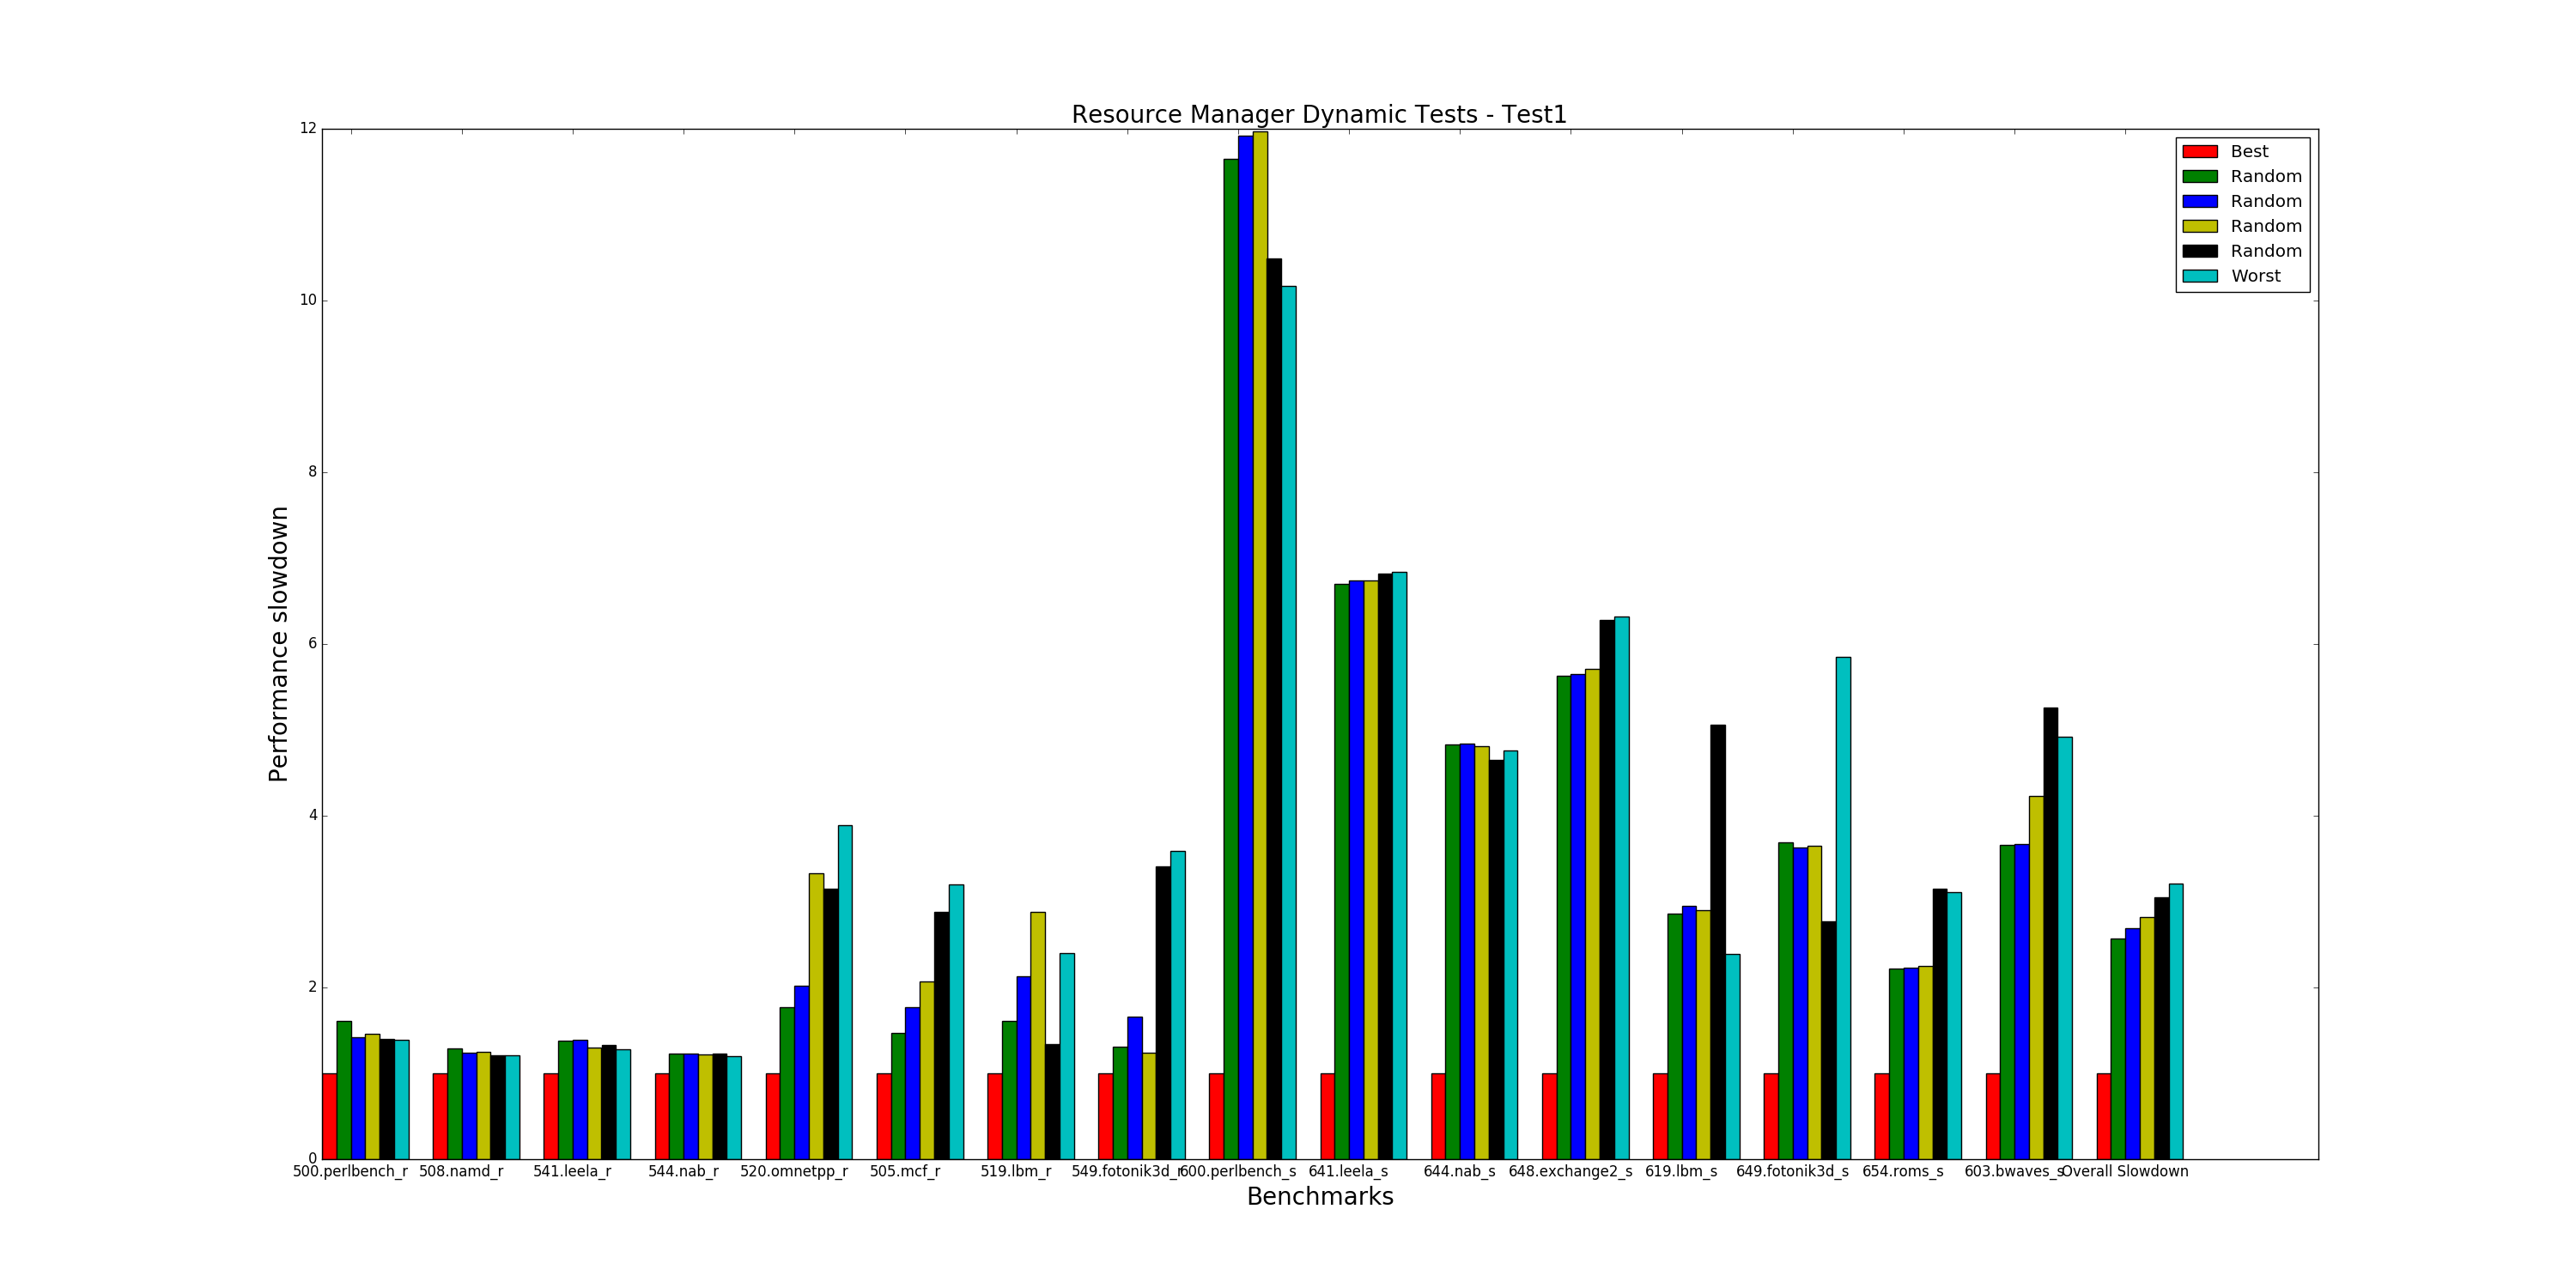 Resource Manager Dynamic Tests - Test1
Best
Random
Random
Random
Random
Worst
Performance slowdown
12
10
8
6
4
2
0
500.perlbench_r
508.namd_r
541.leela_r
544.nab_r
520.omnetpp_r
505.mcf_r
519.lbm_r
549.fotonik3d_r
600.perlbench_s
641.leela_s
644.nab_s
648.exchange2_s
619.lbm_s
649.fotonik3d_s
654.roms_s
603.bwaves_s
Overall Slowdown
Benchmarks